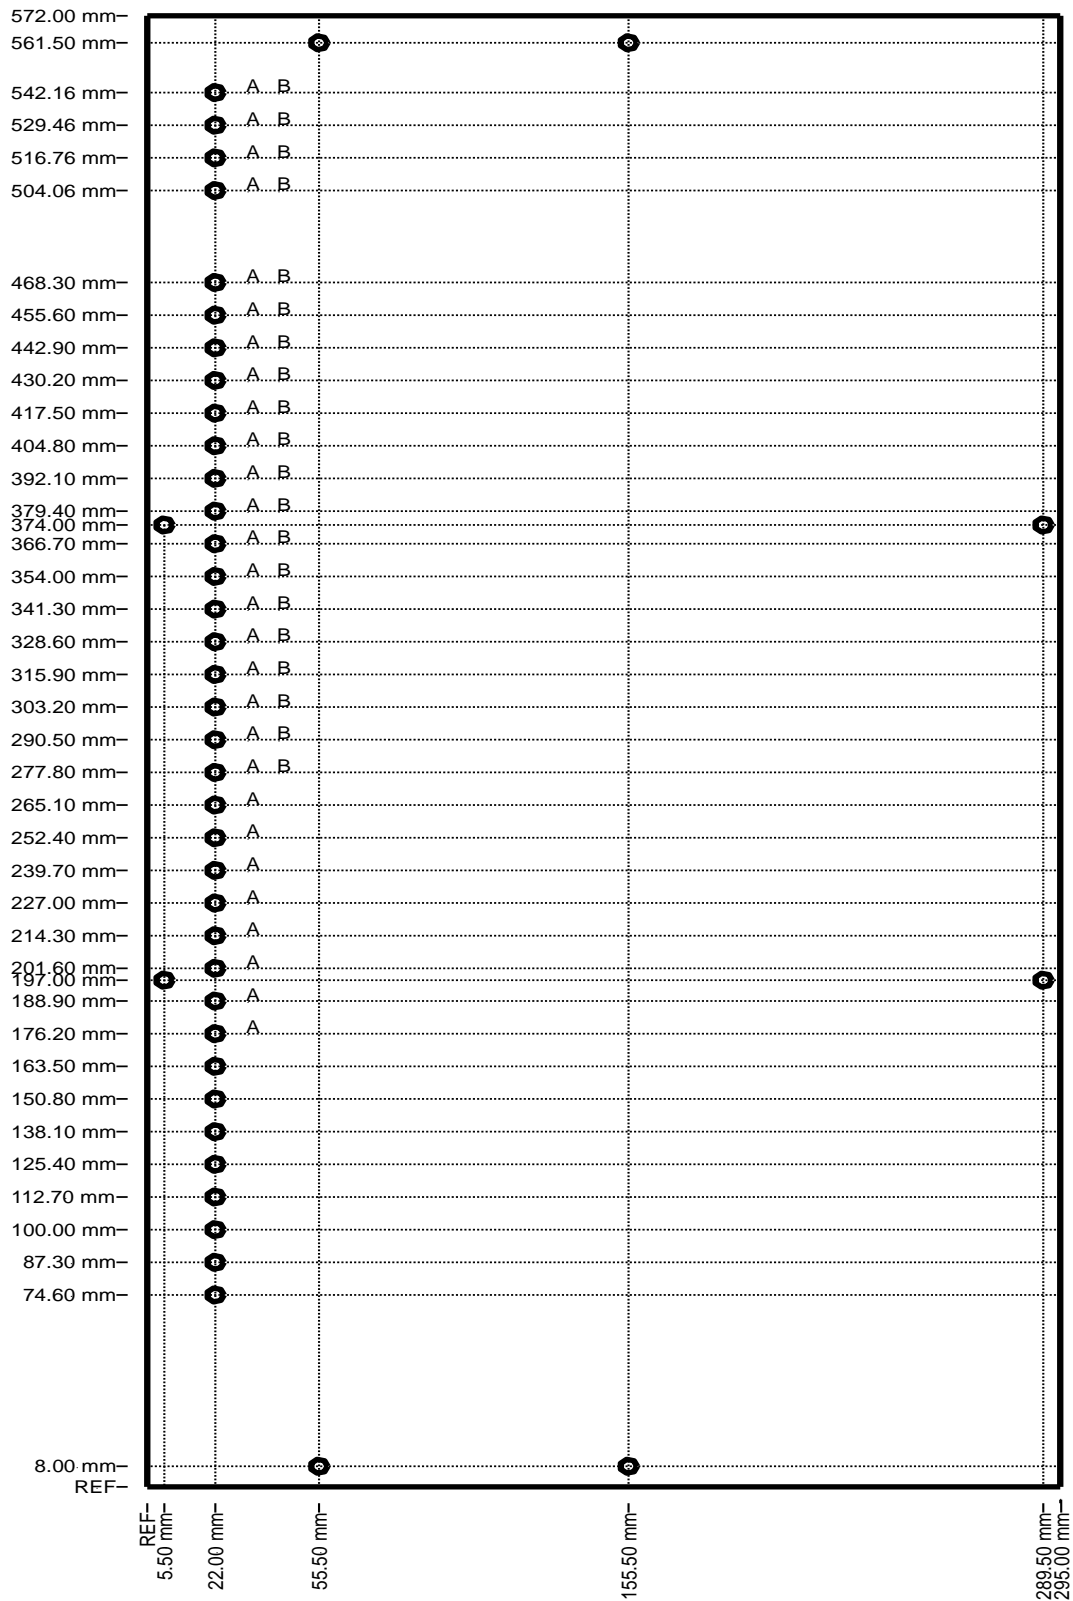 572.00 mm
561.50 mm
542.16 mm A B
529.46 mm A B
516.76 mm A B
504.06 mm A B
468.30 mm A B
455.60 mm A B
442.90 mm A B
430.20 mm A B
417.50 mm A B
404.80 mm A B
392.10 mm A B
379.40 mm A B
374.00 mm
366.70 mm A B
354.00 mm A B
341.30 mm A B
328.60 mm A B
315.90 mm A B
303.20 mm A B
290.50 mm A B
277.80 mm A B
265.10 mm A
252.40 mm A
239.70 mm A
227.00 mm A
214.30 mm A
201.60 mm A
197.00 mm
188.90 mm A
176.20 mm A
163.50 mm
150.80 mm
138.10 mm
125.40 mm
112.70 mm
100.00 mm
87.30 mm
74.60 mm
8.00 mm
REF
REF
5.50 mm
22.00 mm
55.50 mm
155.50 mm
289.50 mm
295.00 mm